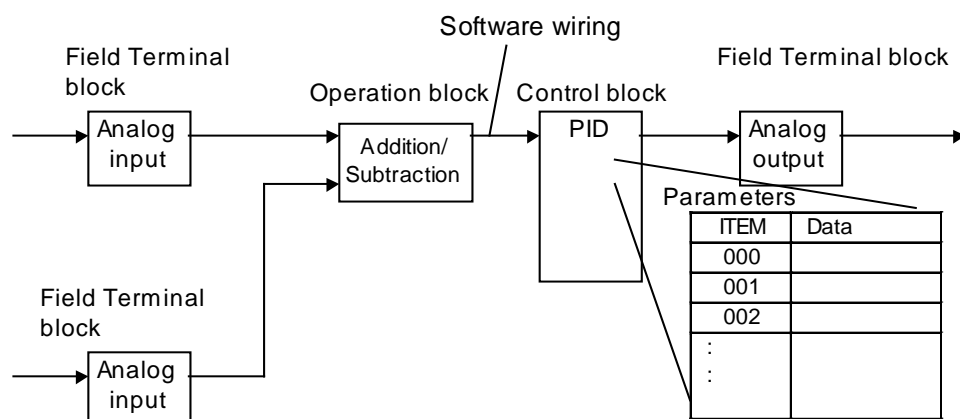 Software wiring
Field Terminal
block
Field Terminal block
Operation block
Control block
Analog
input
Addition/
Subtraction
PID
Analog
output
Parameters
ITEM Data
000
001
002
:
:
Field Terminal
block
Analog
input